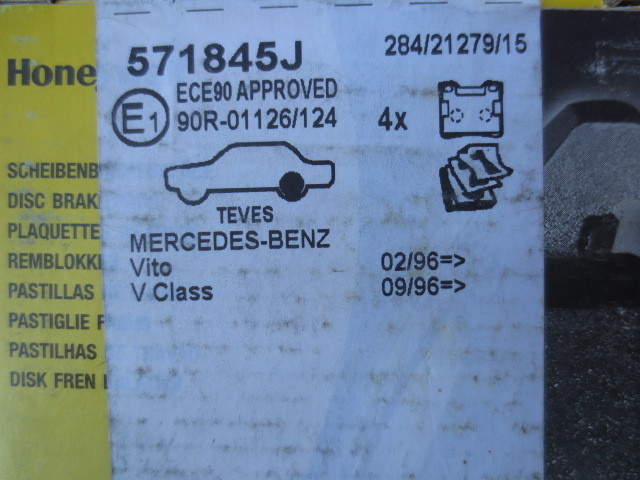 571845J 284/21279/15
Honey
ECE90 APPROVED
E1 90R-01126/124 4x
SCHEIBENB
DISC BRAK
TEVES
PLAQUETTE
MERCEDES-BENZ
REMBLOKK
Vito 02/96=>
PASTILLAS
V Class 09/96=>
PASTIGLIE F
PASTILHAS
DISK FREN